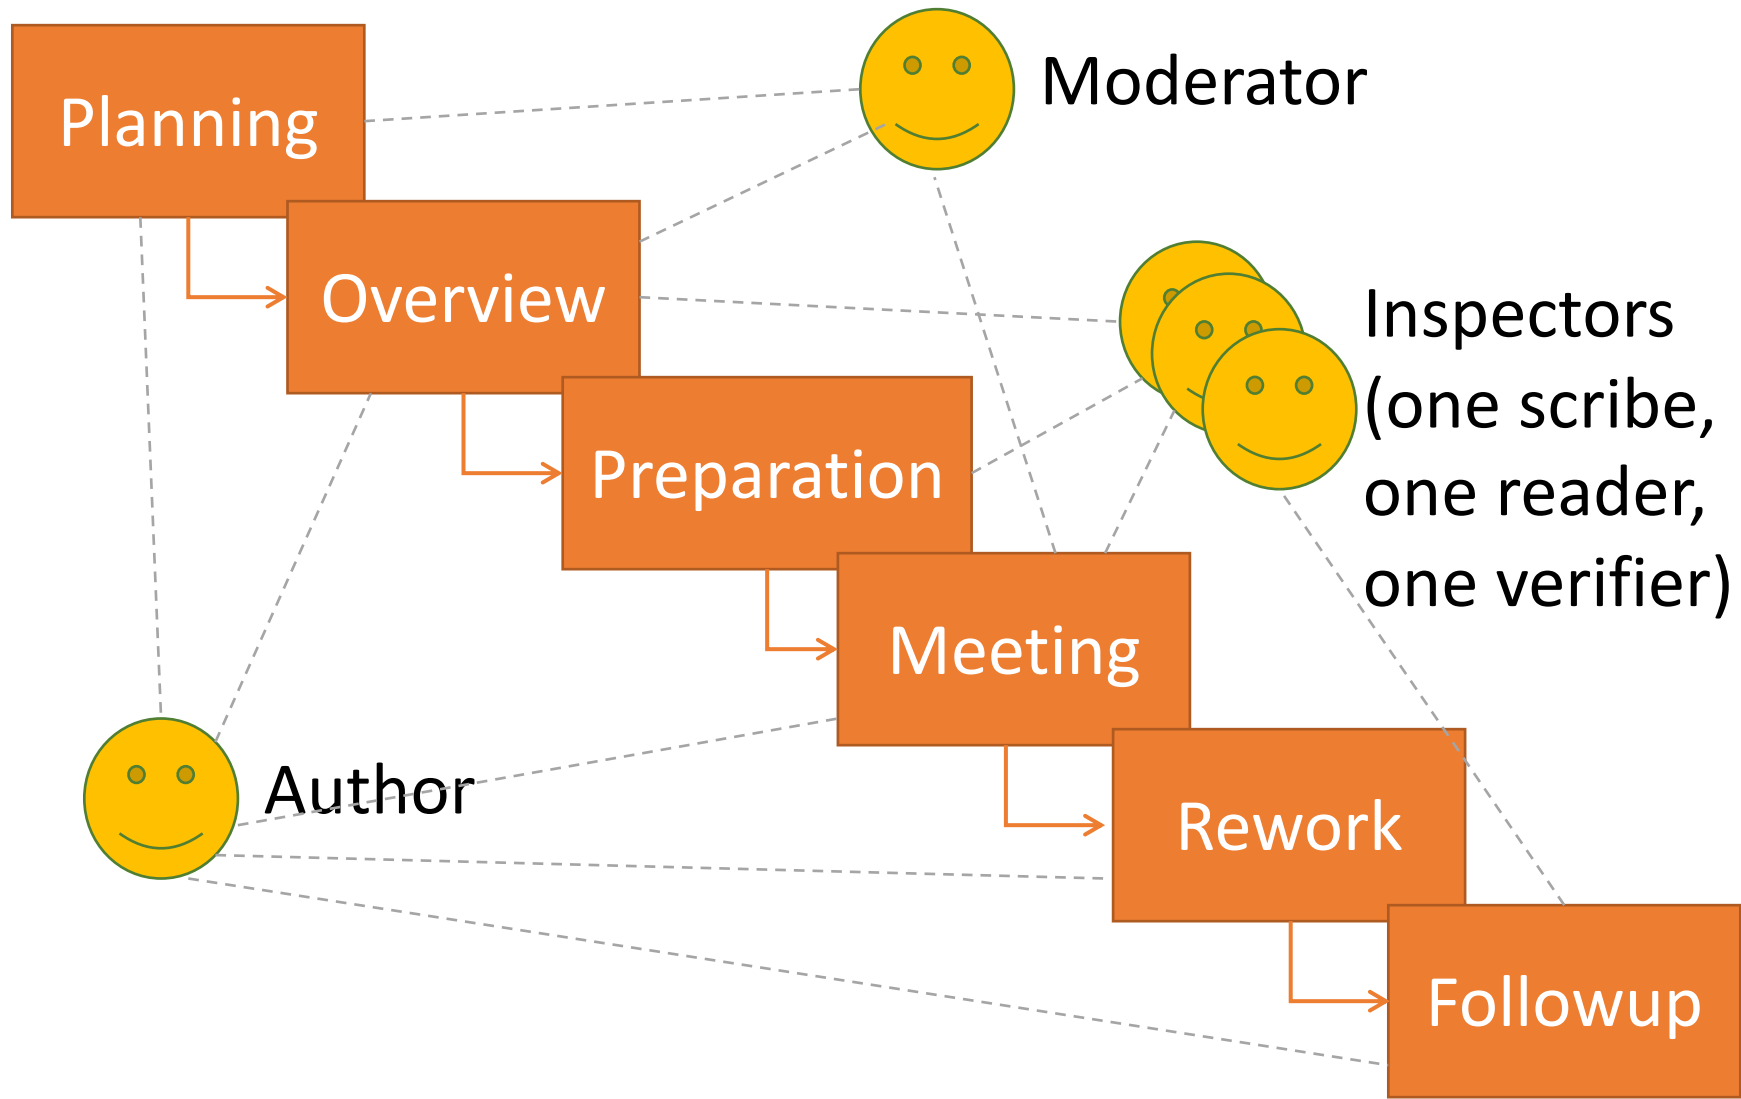 Planning
Moderator
Overview
Inspectors
(one scribe,
one reader,
one verifier)
Preparation
Meeting
Author
Rework
Followup